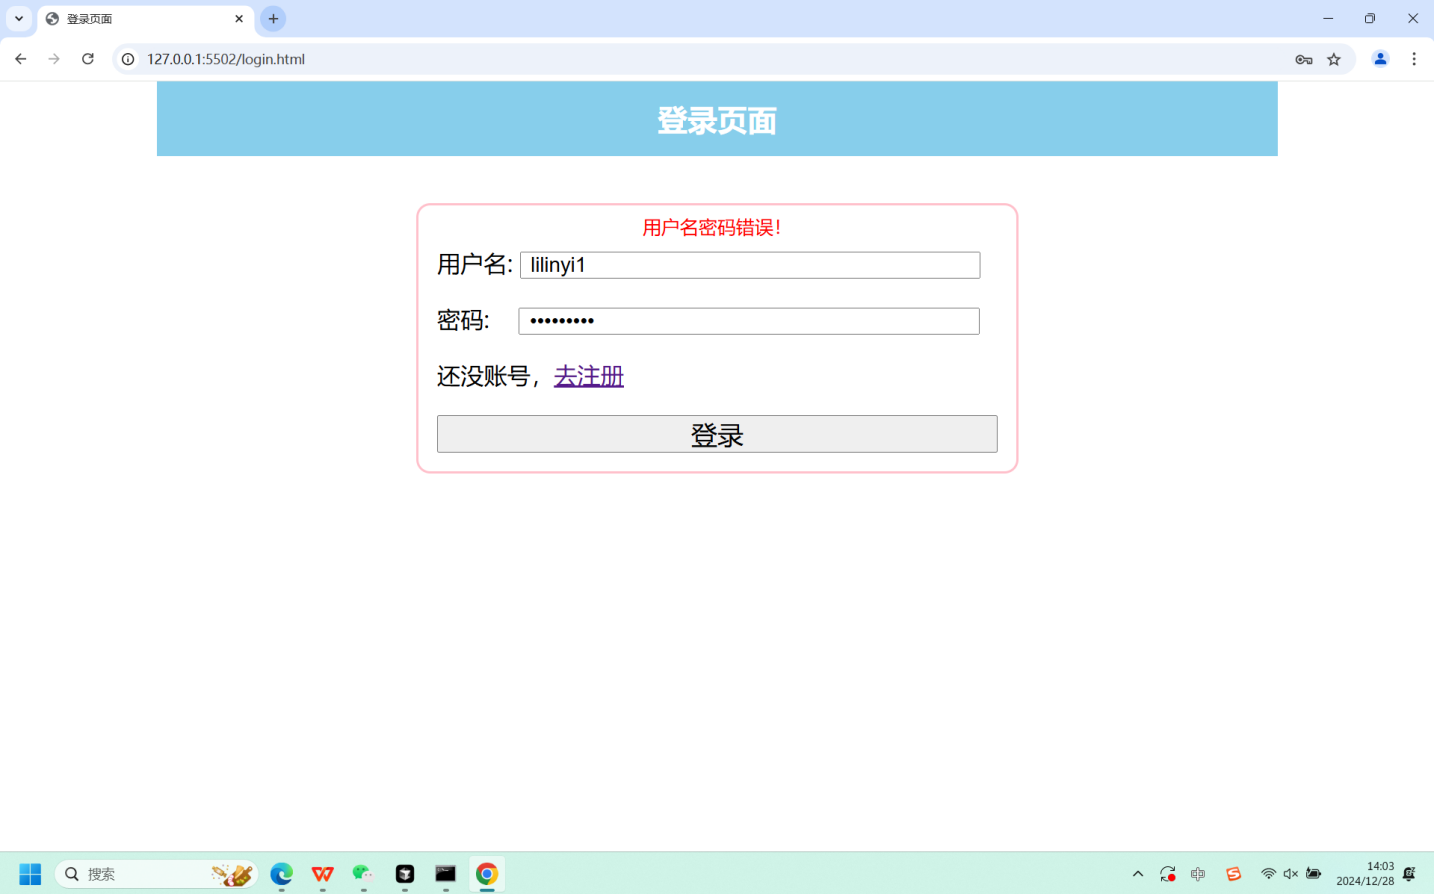 登录页面
127.0.0.1:5502/login.html
登录页面
用户名密码错误!
用户名: lilinyi1
密码: •••••••••
还没账号，去注册
登录
搜索
中
14:03
2024/12/28